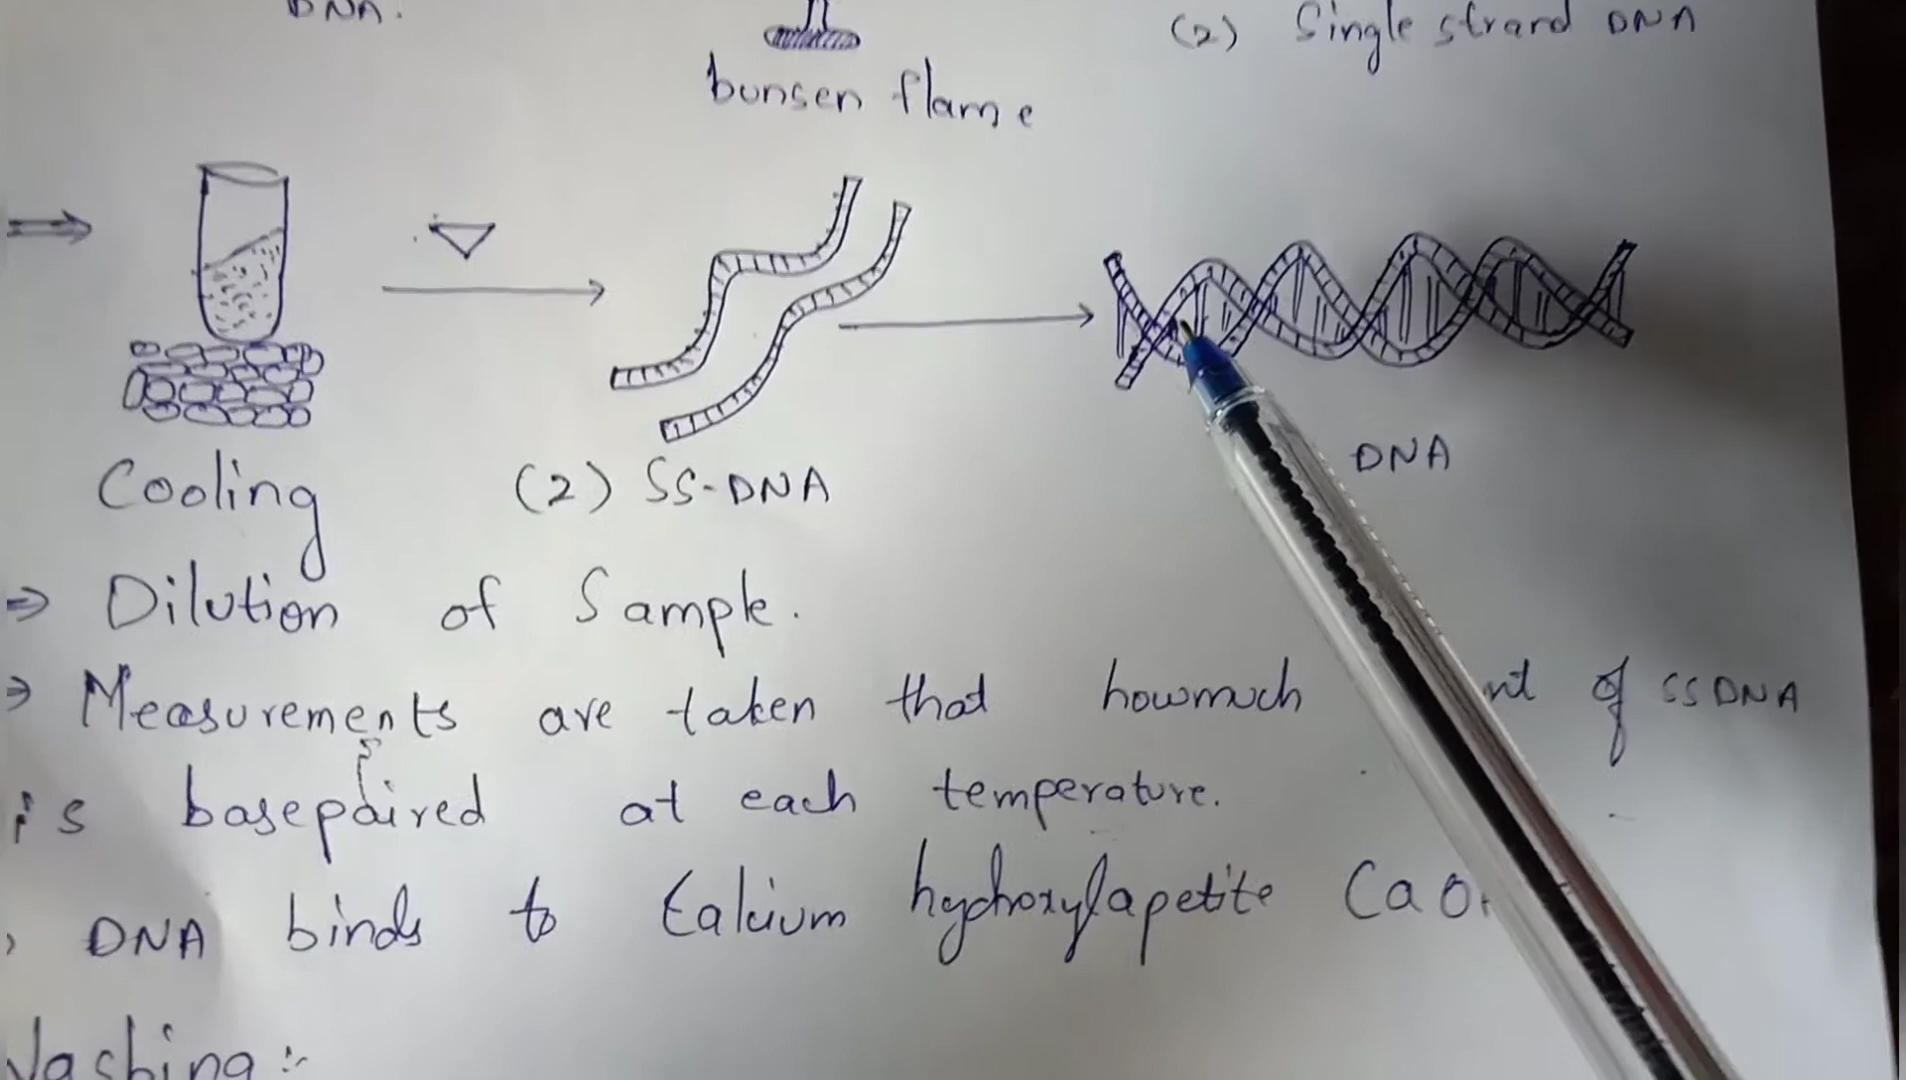 DNA.
(2) Single strand DNA
bunsen flame
Cooling
(2) SS-DNA
DNA
⇒ Dilution of Sample.
⇒ Measurements are taken that howmuch of SSDNA
is basepaired at each temperature.
DNA binds to Calcium hydroxylapetite
Washing:-